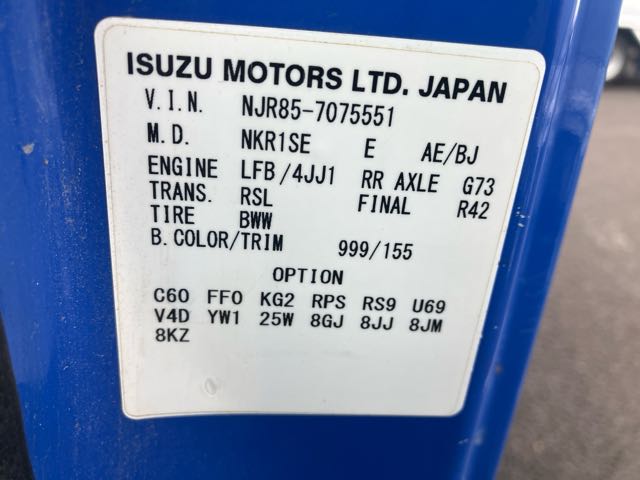 ISUZU MOTORS LTD. JAPAN
V.I.N. NJR85-7075551
M.D. NKR1SE E AE/BJ
ENGINE LFB/4JJ1 RR AXLE G73
TRANS. RSL FINAL R42
TIRE BWW
B.COLOR/TRIM 999/155
OPTION
C60 FF0 KG2 RPS RS9 U69
V4D YW1 25W 8GJ 8JJ 8JM
8KZ